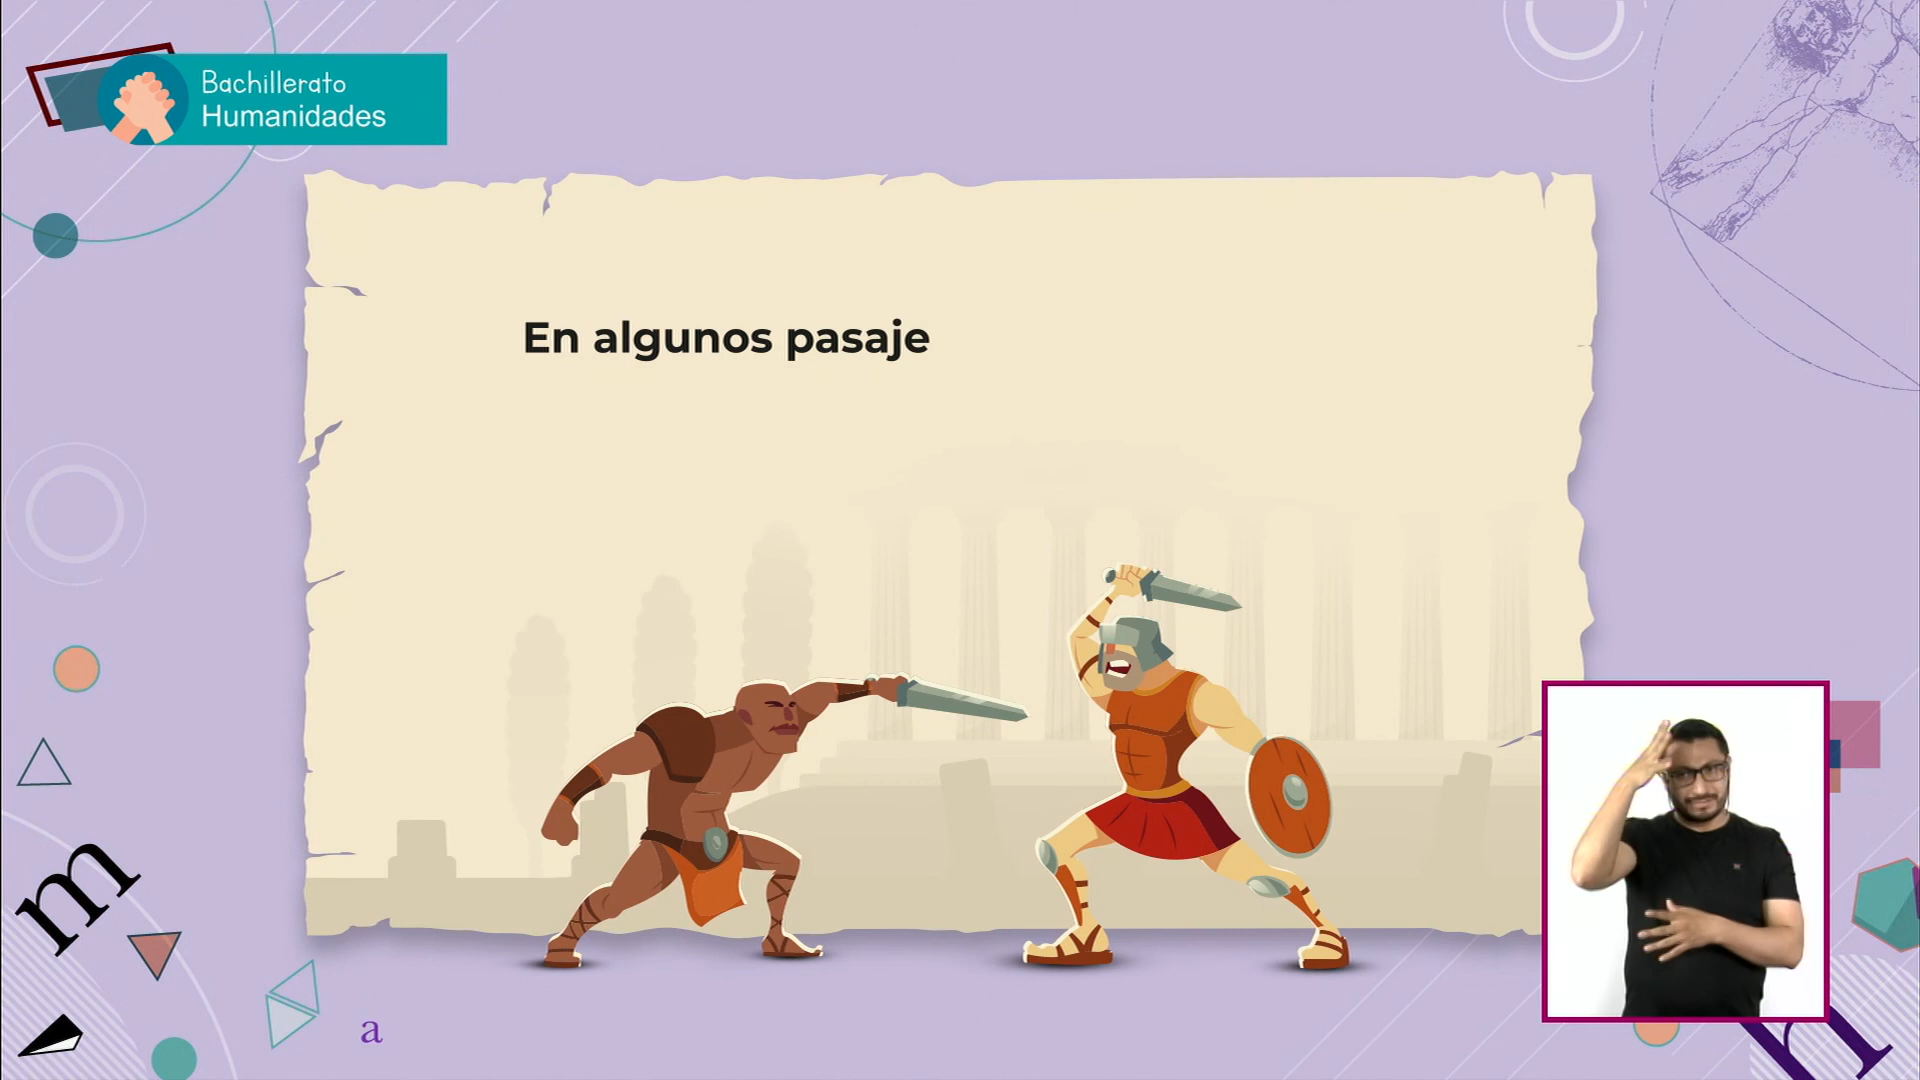 Bachillerato
Humanidades
En algunos pasaje
m
a
h